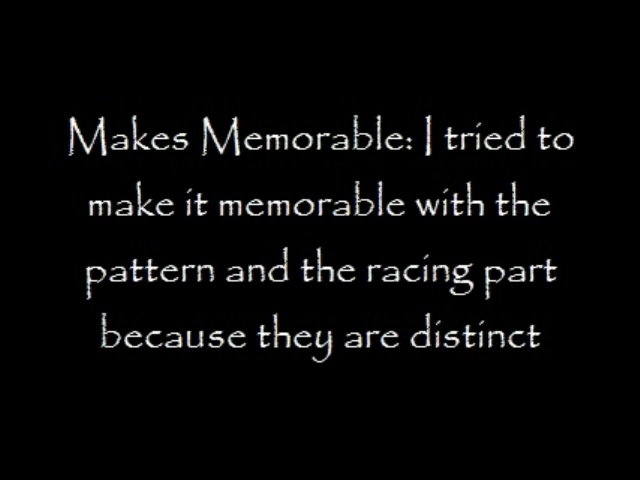 Makes Memorable: I tried to
make it memorable with the
pattern and the racing part
because they are distinct